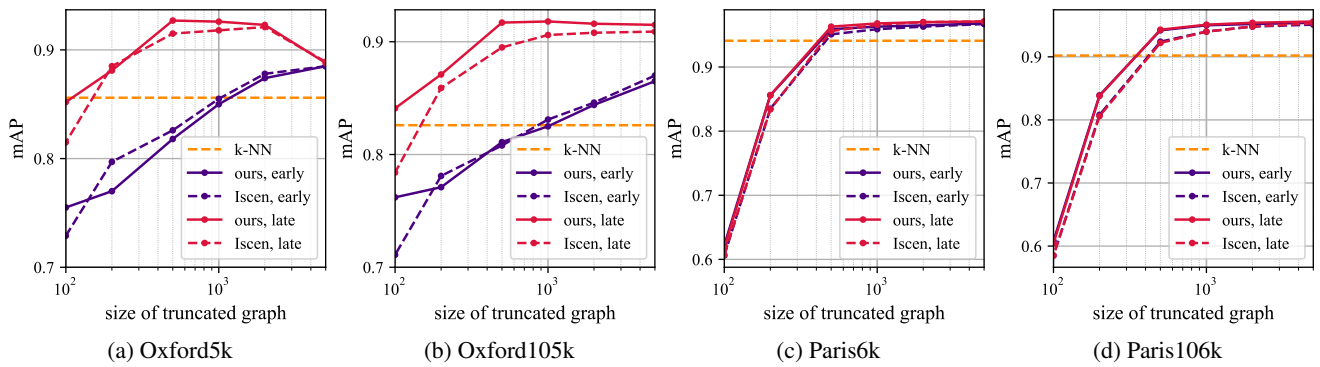 mAP
0.9
0.8
0.7
10²
10³
k-NN
ours, early
Iscen, early
ours, late
Iscen, late
size of truncated graph
(a) Oxford5k
mAP
0.9
0.8
0.7
10²
10³
k-NN
ours, early
Iscen, early
ours, late
Iscen, late
size of truncated graph
(b) Oxford105k
mAP
0.9
0.8
0.7
0.6
10²
10³
k-NN
ours, early
Iscen, early
ours, late
Iscen, late
size of truncated graph
(c) Paris6k
mAP
0.9
0.8
0.7
0.6
10²
10³
k-NN
ours, early
Iscen, early
ours, late
Iscen, late
size of truncated graph
(d) Paris106k